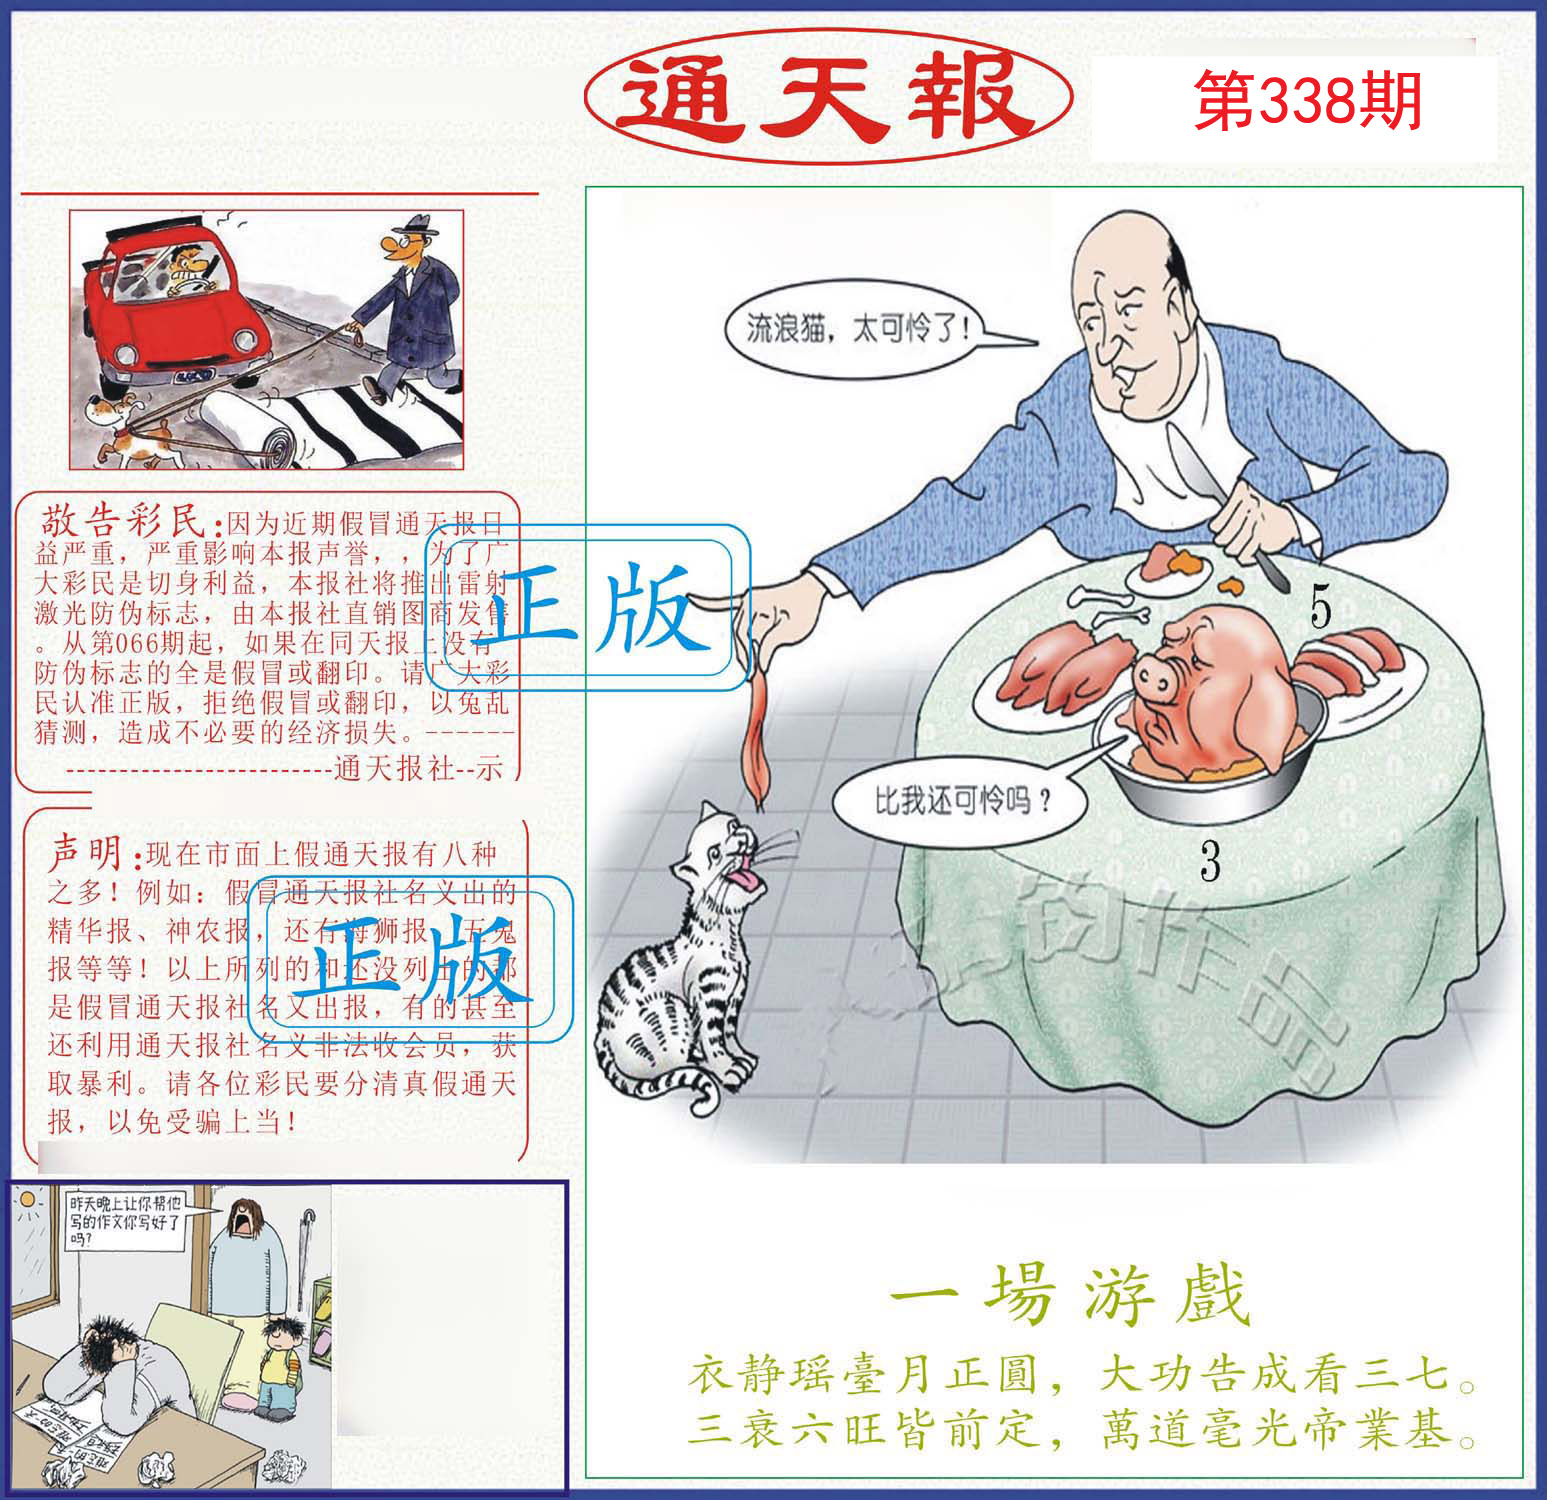 通天報
第338期
敬告彩民:因为近期假冒通天报日
益严重，严重影响本报声誉，，为了广
大彩民是切身利益，本报社将推出雷射
激光防伪标志，由本报社直销图商发售
。从第066期起，如果在同天报上没有
防伪标志的全是假冒或翻印。请广大彩
民认准正版，拒绝假冒或翻印，以兔乱
猜测，造成不必要的经济损失。------
-------------------------通天报社--示
正版
声明:现在市面上假通天报有八种
之多！例如：假冒通天报社名义出的
精华报、神农报，还有海狮报、五鬼
报等等！以上所列的和还没列出的都
是假冒通天报社名又出报，有的甚至
还利用通天报社名义非法收会员，获
取暴利。请各位彩民要分清真假通天
报，以免受骗上当！
正版
昨天晚上让你帮他
写的作文你写好了
吗？
流浪猫，太可怜了！
5
比我还可怜吗？
3
一場游戲
衣静瑶臺月正圓，大功告成看三七。
三衰六旺皆前定，萬道毫光帝業基。